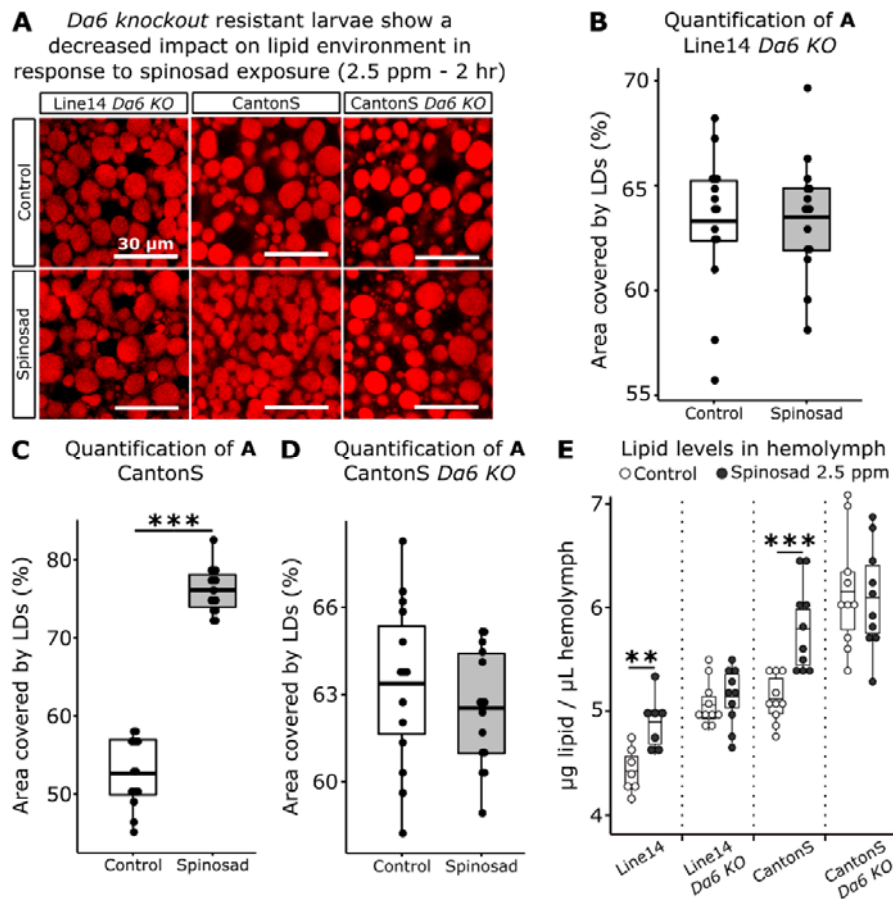 A
Da6 knockout resistant larvae show a
decreased impact on lipid environment in
response to spinosad exposure (2.5 ppm - 2 hr)
Line14 Da6 KO
CantonS
CantonS Da6 KO
Control
30 µm
Spinosad
B
Quantification of A
Line14 Da6 KO
Area covered by LDs (%)
70
65
60
55
Control
Spinosad
C
Quantification of A
CantonS
Area covered by LDs (%)
80
70
60
50
***
Control
Spinosad
D
Quantification of A
CantonS Da6 KO
Area covered by LDs (%)
66
63
60
Control
Spinosad
E
Lipid levels in hemolymph
Control
Spinosad 2.5 ppm
µg lipid / µL hemolymph
7
6
5
4
**
***
Line14
Line14
Da6 KO
CantonS
CantonS
Da6 KO